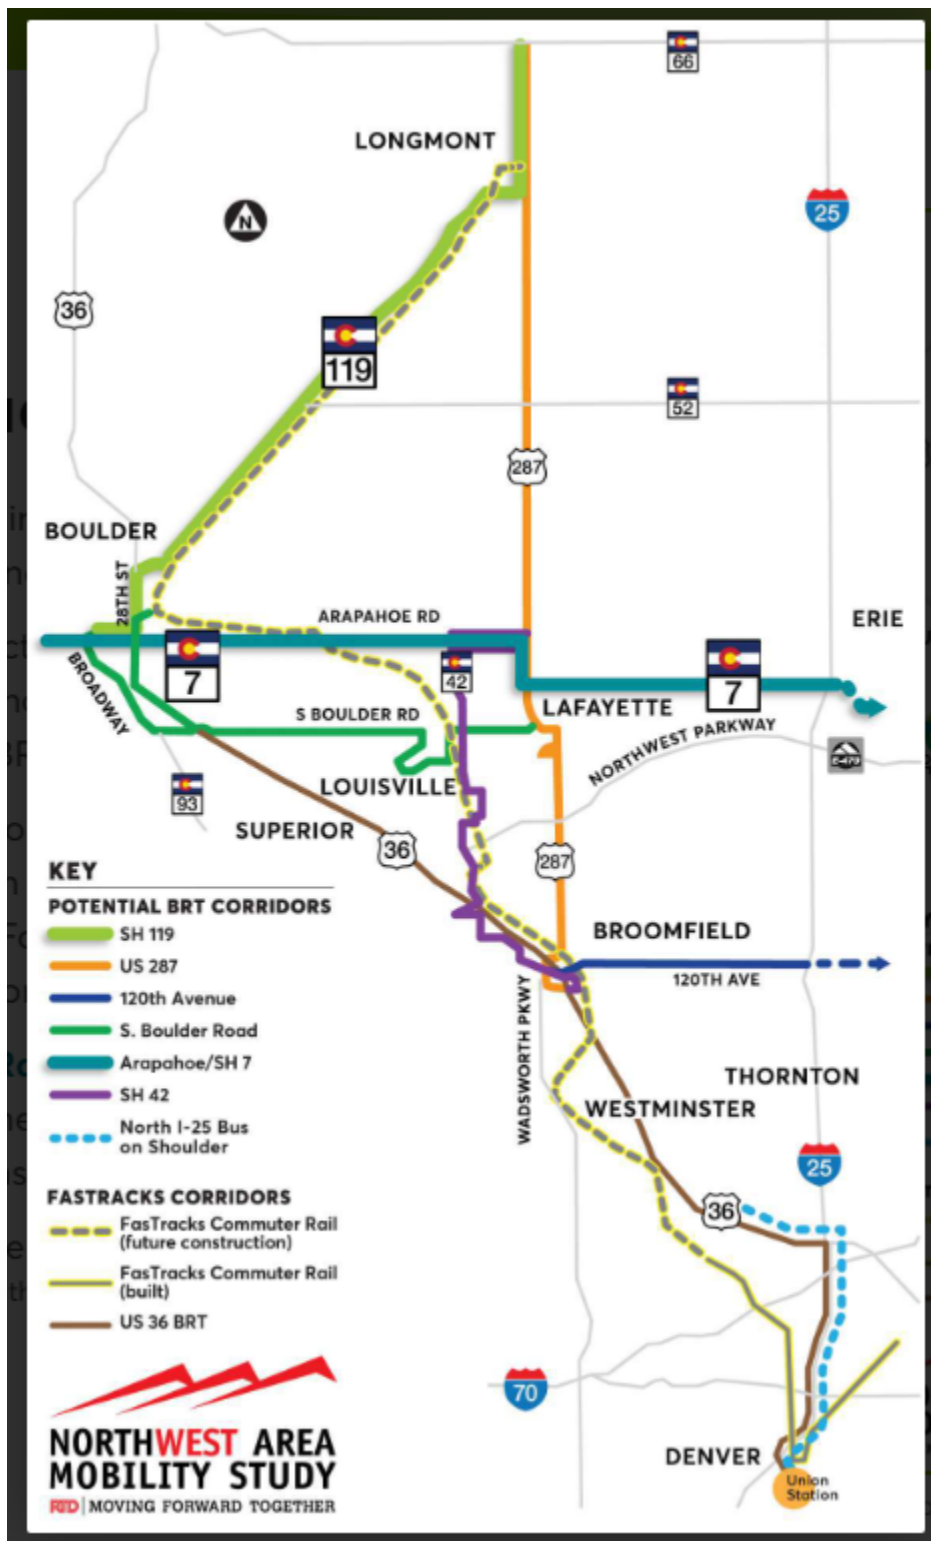 66
LONGMONT
25
N
36
119
52
287
BOULDER
28TH ST
ARAPAHOE RD
ERIE
7
42
7
BROADWAY
S BOULDER RD
LAFAYETTE
NORTHWEST PARKWAY
E-470
93
LOUISVILLE
SUPERIOR
36
287
KEY
POTENTIAL BRT CORRIDORS
SH 119
US 287
120th Avenue
S. Boulder Road
Arapahoe/SH 7
SH 42
North I-25 Bus
on Shoulder
FASTRACKS CORRIDORS
FasTracks Commuter Rail
(future construction)
FasTracks Commuter Rail
(built)
US 36 BRT
BROOMFIELD
120TH AVE
WADSWORTH PKWY
THORNTON
WESTMINSTER
25
36
70
DENVER
Union
Station
NORTHWEST AREA
MOBILITY STUDY
RTD | MOVING FORWARD TOGETHER